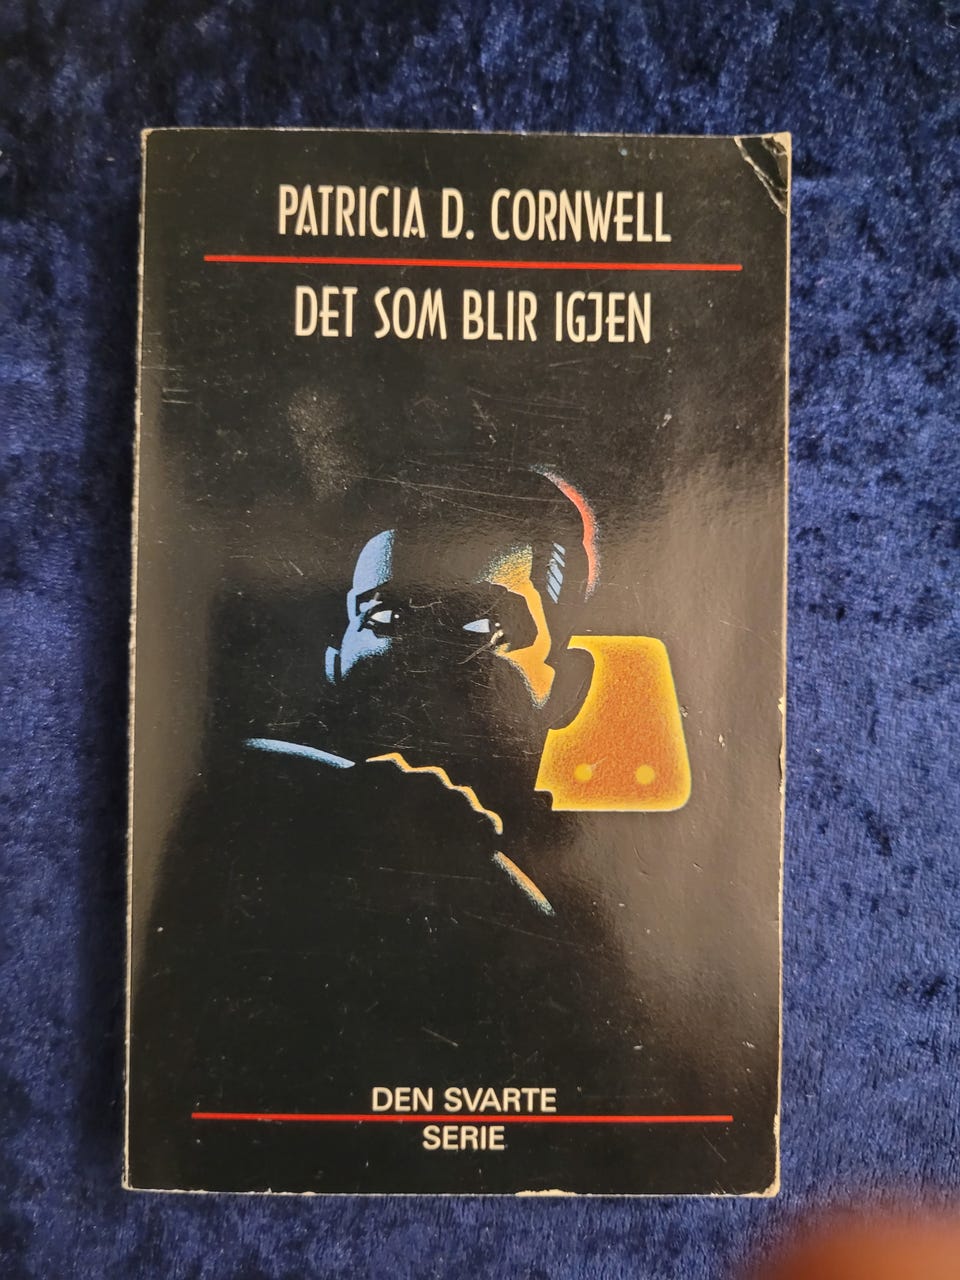 PATRICIA D. CORNWELL
DET SOM BLIR IGJEN
DEN SVARTE
SERIE